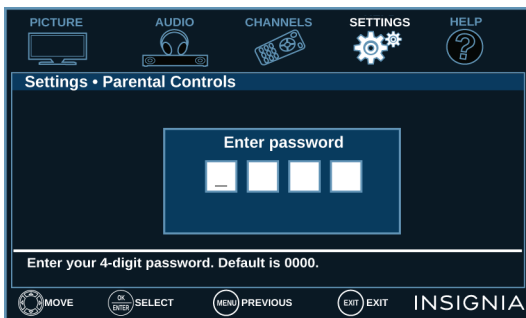 PICTURE AUDIO CHANNELS SETTINGS HELP
?
Settings • Parental Controls
Enter password
_
Enter your 4-digit password. Default is 0000.
MOVE OK ENTER SELECT MENU PREVIOUS EXIT EXIT INSIGNIA